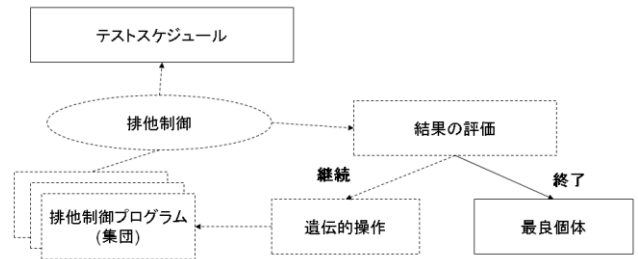 テストスケジュール
排他制御
結果の評価
継続
終了
排他制御プログラム
(集団)
遺伝的操作
最良個体